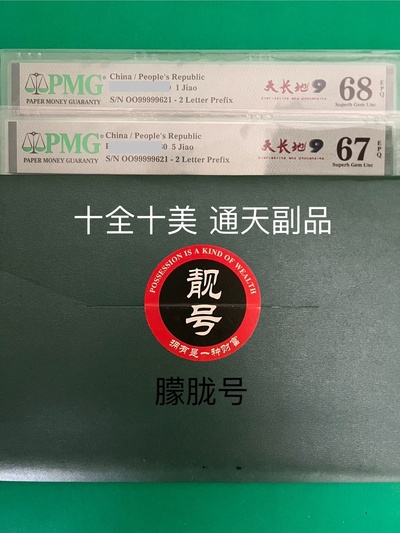 PMG®
PAPER MONEY GUARANTY
China / People's Republic
1 Jiao
S/N OO99999621 - 2 Letter Prefix
天长地9
68
EPQ
Superb Gem Unc
PMG®
PAPER MONEY GUARANTY
China / People's Republic
60 5 Jiao
S/N OO99999621 - 2 Letter Prefix
天长地9
67
EPQ
Superb Gem Unc
十全十美 通天副品
POSSESSION IS A KIND OF WEALTH
靓号
拥有是一种财富
朦胧号